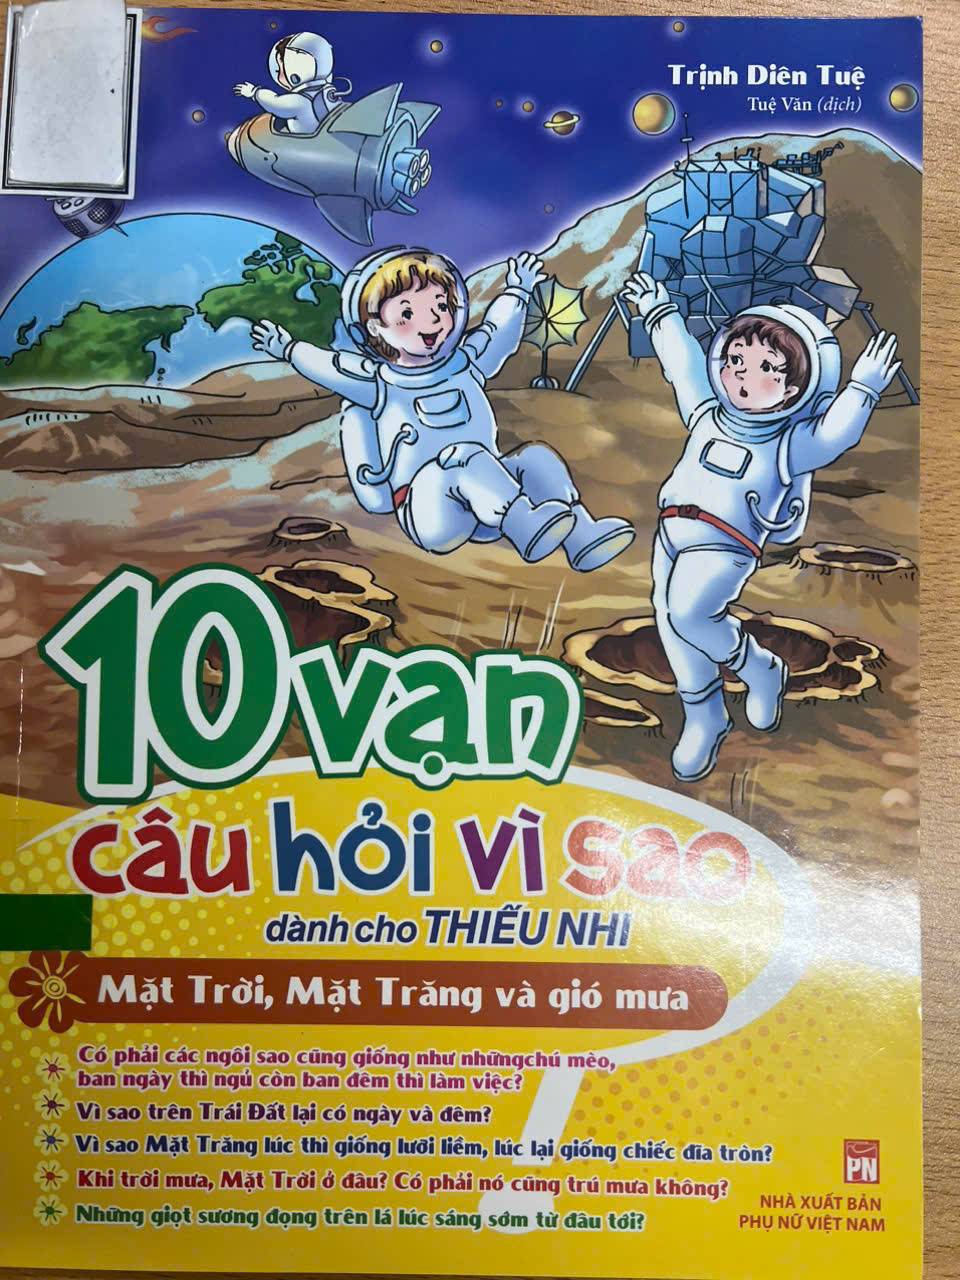 Trịnh Diên Tuệ
Tuệ Văn (dịch)
10 vạn
câu hỏi vì sao
dành cho THIẾU NHI
Mặt Trời, Mặt Trăng và gió mưa
Có phải các ngôi sao cũng giống như nhữngchú mèo,
ban ngày thì ngủ còn ban đêm thì làm việc?
Vì sao trên Trái Đất lại có ngày và đêm?
Vì sao Mặt Trăng lúc thì giống lưỡi liềm, lúc lại giống chiếc đĩa tròn?
Khi trời mưa, Mặt Trời ở đâu? Có phải nó cũng trú mưa không?
Những giọt sương đọng trên lá lúc sáng sớm từ đâu tới?
PN
NHÀ XUẤT BẢN
PHỤ NỮ VIỆT NAM